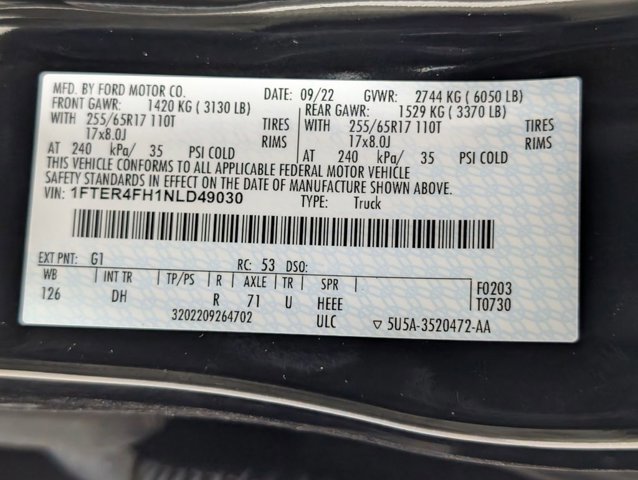 MFD. BY FORD MOTOR CO. DATE: 09/22 GVWR: 2744 KG ( 6050 LB)
FRONT GAWR: 1420 KG ( 3130 LB) REAR GAWR: 1529 KG ( 3370 LB)
WITH 255/65R17 110T TIRES WITH 255/65R17 110T TIRES
17x8.0J RIMS 17x8.0J RIMS
AT 240 kPa/ 35 PSI COLD AT 240 kPa/ 35 PSI COLD
THIS VEHICLE CONFORMS TO ALL APPLICABLE FEDERAL MOTOR VEHICLE
SAFETY STANDARDS IN EFFECT ON THE DATE OF MANUFACTURE SHOWN ABOVE.
VIN: 1FTER4FH1NLD49030 TYPE: Truck
EXT PNT: G1 RC: 53 DSO:
WB INT TR TP/PS R AXLE TR SPR F0203
126 DH R 71 U HEEE T0730
3202209264702 ULC ▽ 5U5A-3520472-AA